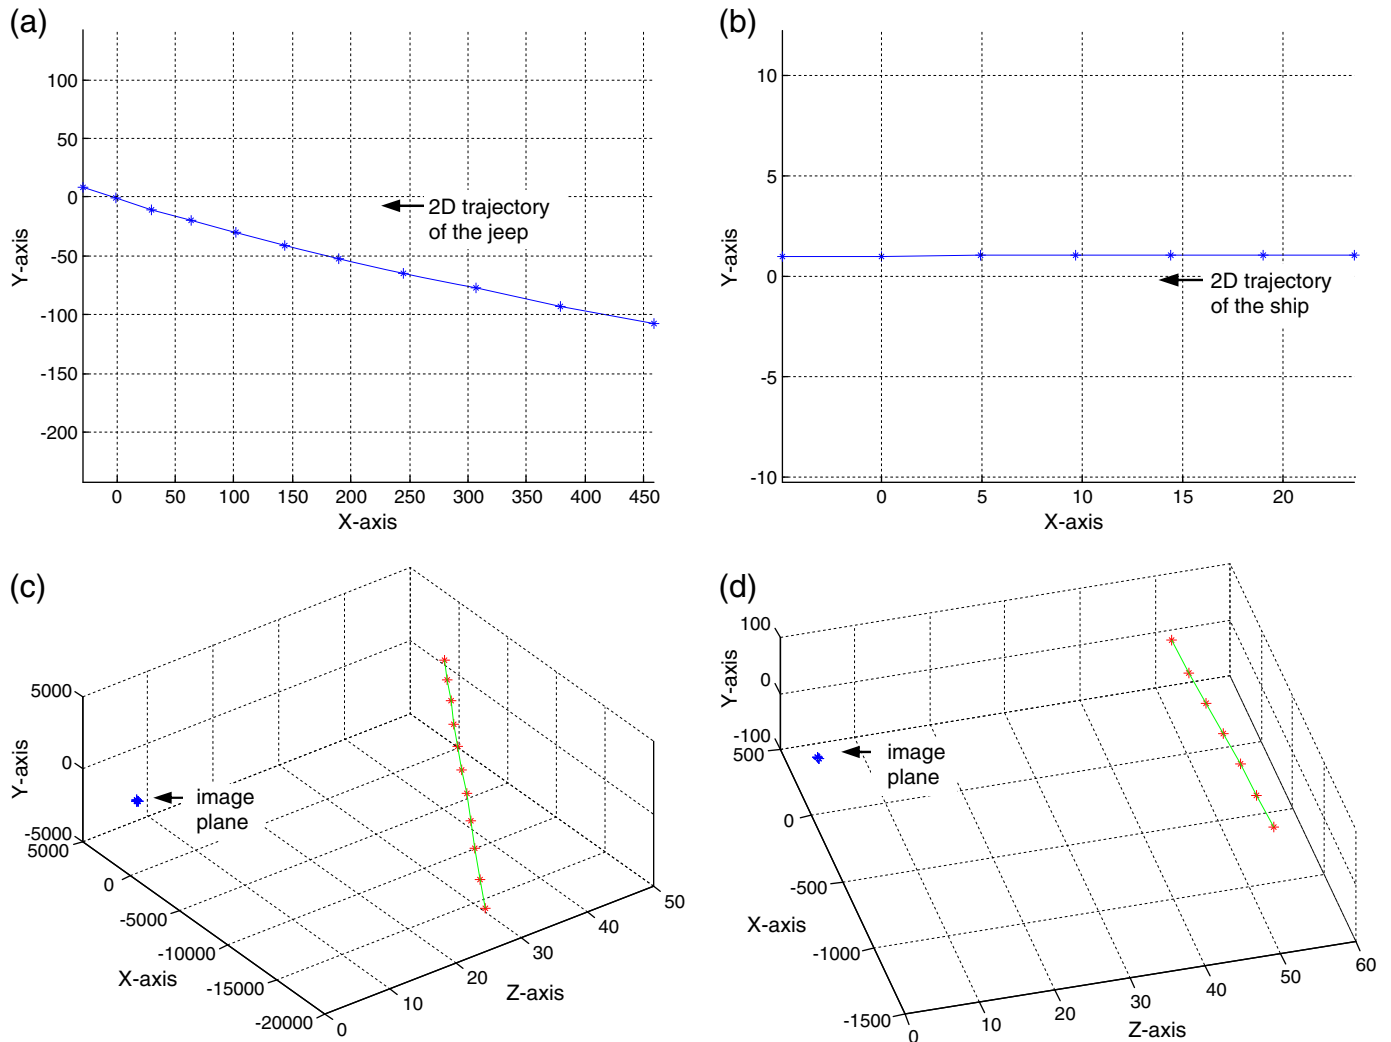 (a)
100
50
0
-50
-100
-150
-200
Y-axis
0 50 100 150 200 250 300 350 400 450
X-axis
2D trajectory
of the jeep
(b)
10
5
0
-5
-10
Y-axis
0 5 10 15 20
X-axis
2D trajectory
of the ship
(c)
5000
0
-5000
Y-axis
5000
0
-5000
-10000
-15000
-20000
X-axis
0
10
20
30
40
50
Z-axis
image
plane
(d)
100
0
-100
Y-axis
500
0
-500
-1000
-1500
X-axis
0
10
20
30
40
50
60
Z-axis
image
plane